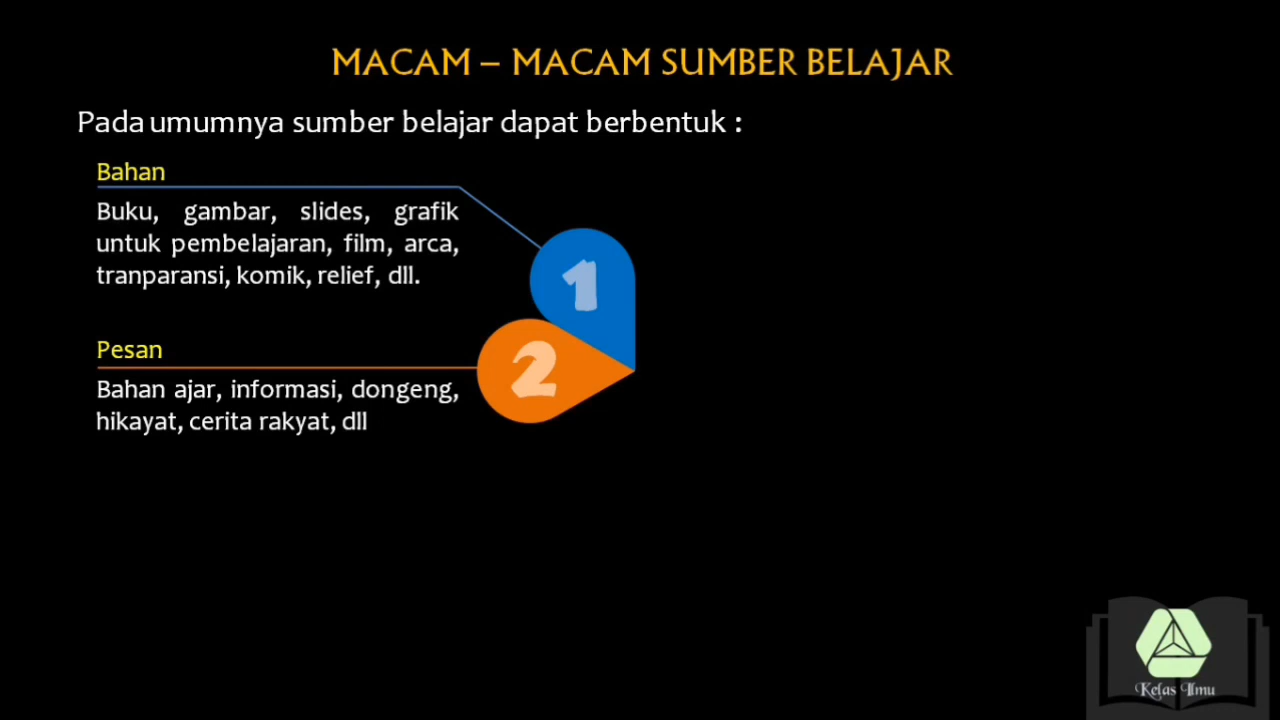 MACAM – MACAM SUMBER BELAJAR
Pada umumnya sumber belajar dapat berbentuk :
Bahan
Buku, gambar, slides, grafik
untuk pembelajaran, film, arca,
tranparansi, komik, relief, dll.
1
2
Pesan
Bahan ajar, informasi, dongeng,
hikayat, cerita rakyat, dll
Kelas Ilmu